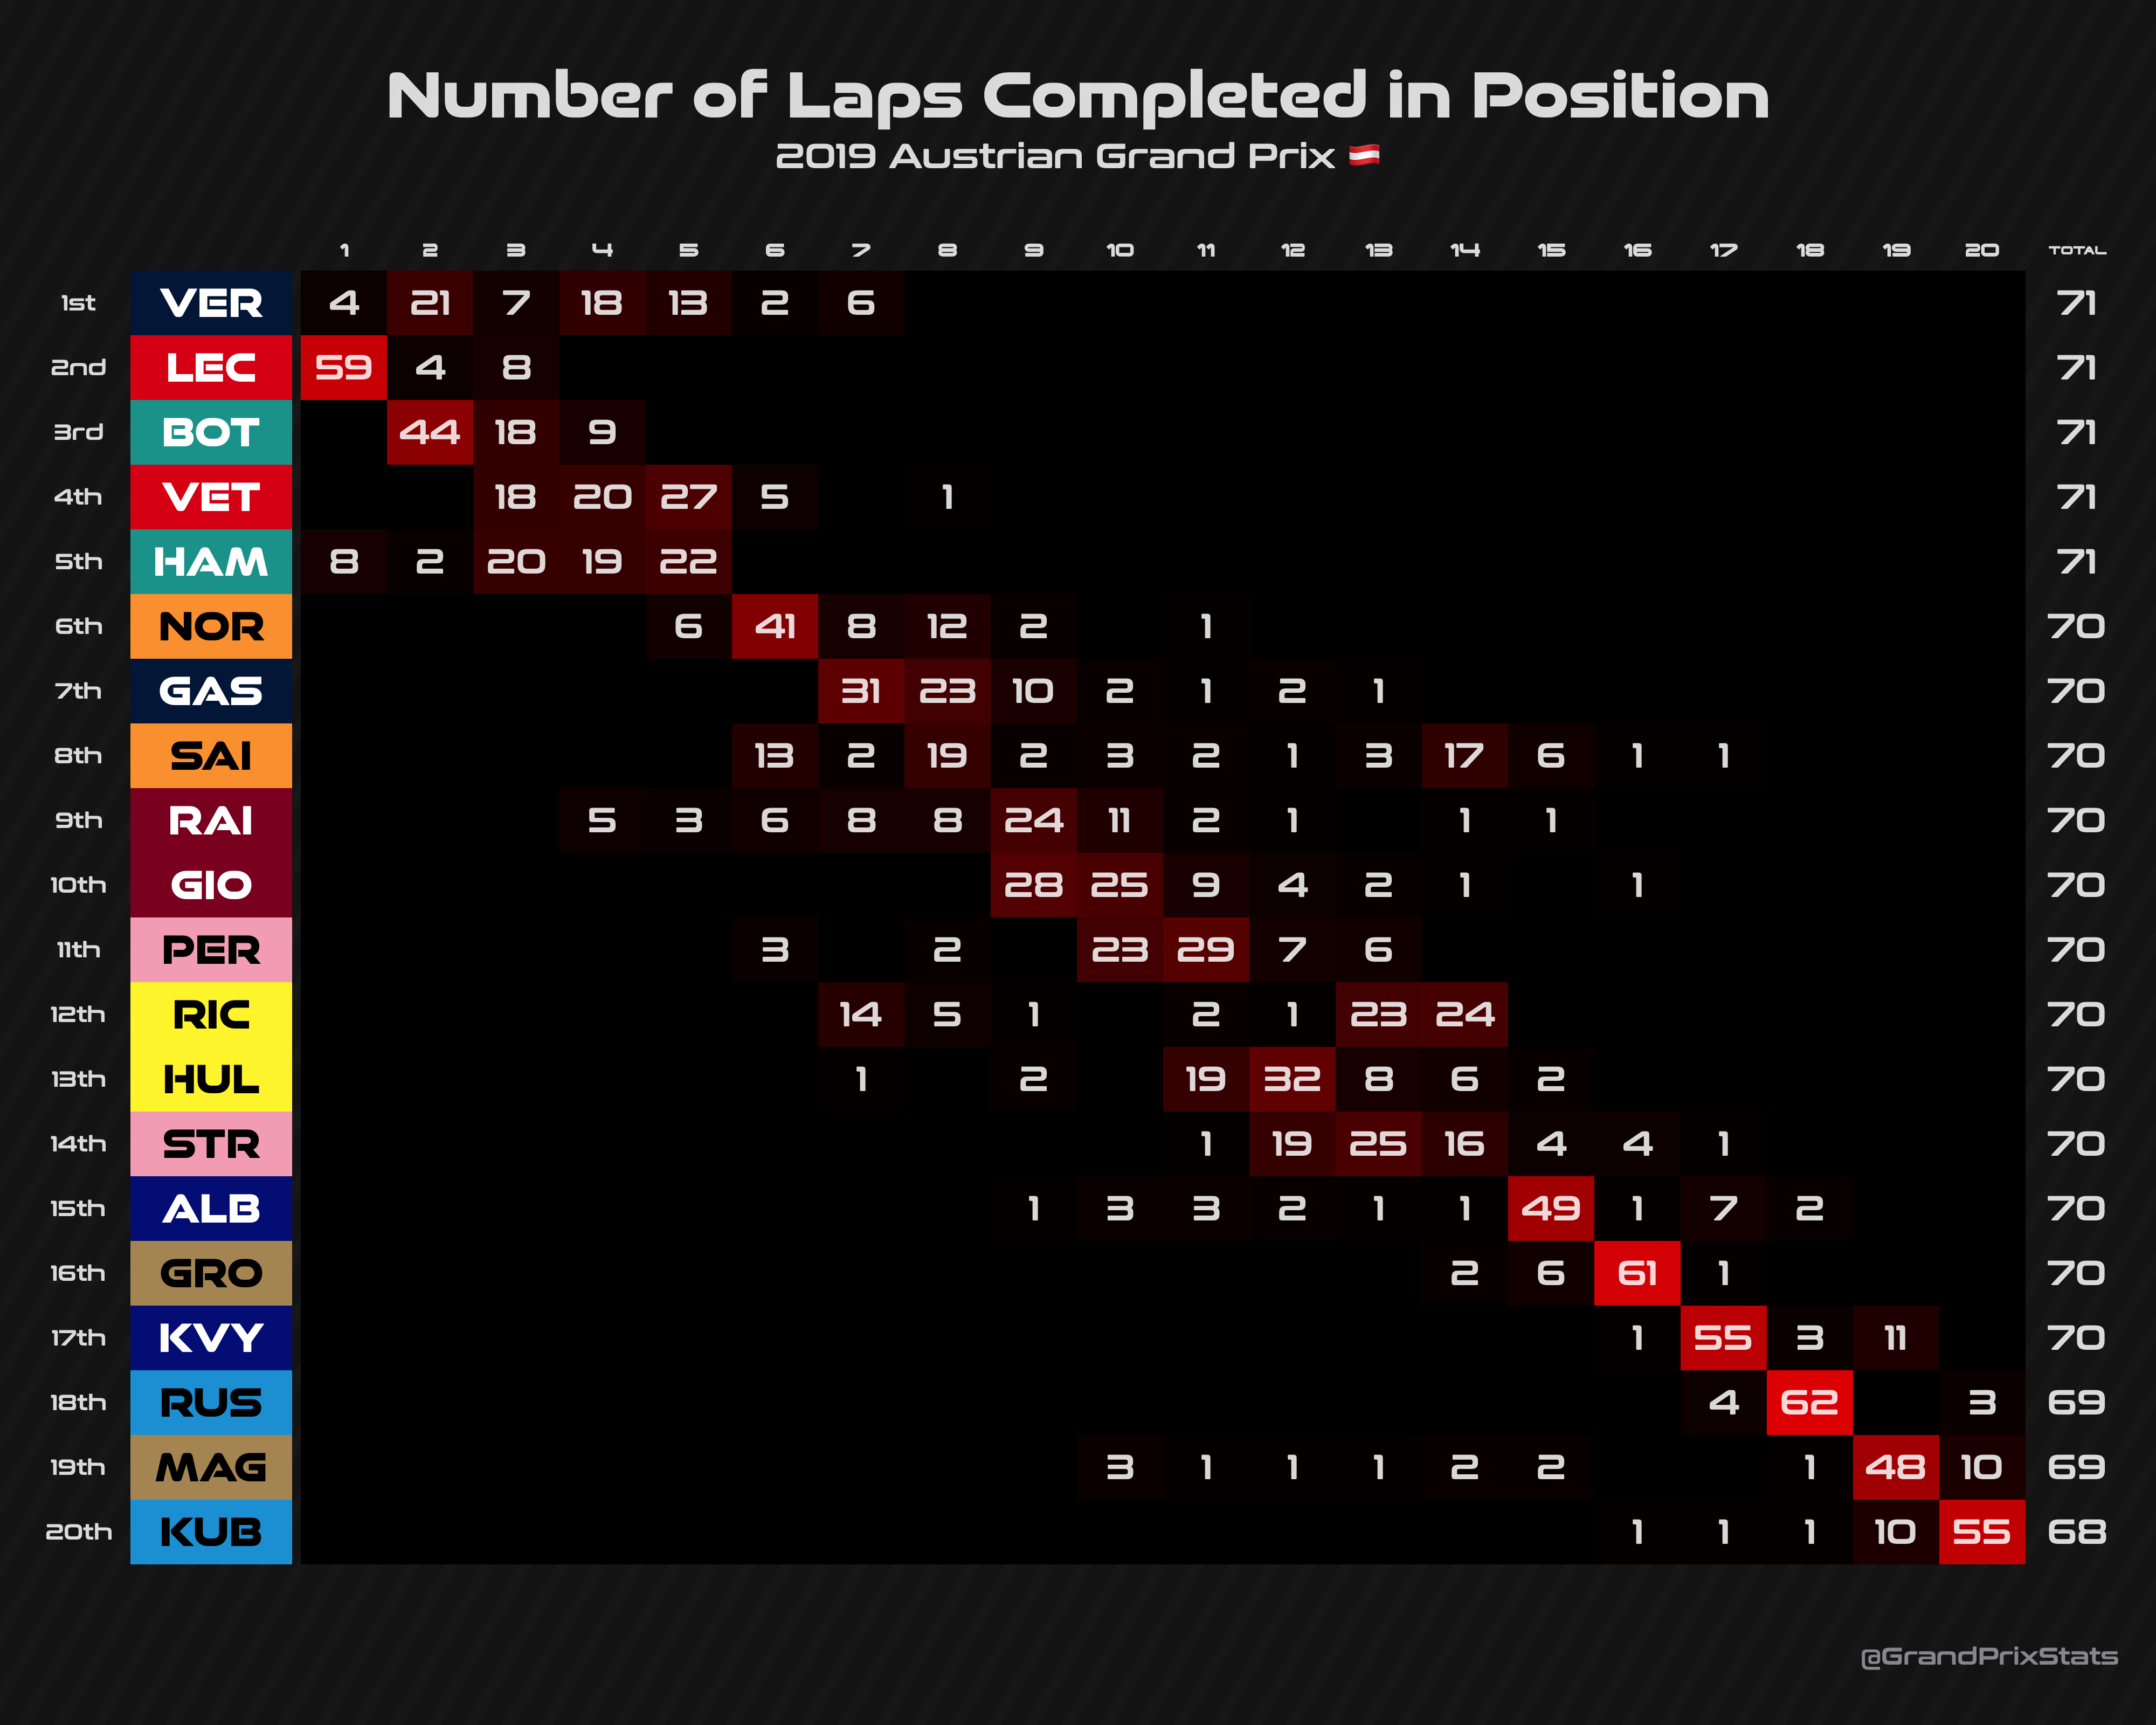 Number of Laps Completed in Position
2019 Austrian Grand Prix
1 2 3 4 5 6 7 8 9 10 11 12 13 14 15 16 17 18 19 20 TOTAL
1st VER 4 21 7 18 13 2 6 71
2nd LEC 59 4 8 71
3rd BOT 44 18 9 71
4th VET 18 20 27 5 1 71
5th HAM 8 2 20 19 22 71
6th NOR 6 41 8 12 2 1 70
7th GAS 31 23 10 2 1 2 1 70
8th SAI 13 2 19 2 3 2 1 3 17 6 1 1 70
9th RAI 5 3 6 8 8 24 11 2 1 1 1 70
10th GIO 28 25 9 4 2 1 1 70
11th PER 3 2 23 29 7 6 70
12th RIC 14 5 1 2 1 23 24 70
13th HUL 1 2 19 32 8 6 2 70
14th STR 1 19 25 16 4 4 1 70
15th ALB 1 3 3 2 1 1 49 1 7 2 70
16th GRO 2 6 61 1 70
17th KVY 1 55 3 11 70
18th RUS 4 62 3 69
19th MAG 3 1 1 1 2 2 1 48 10 69
20th KUB 1 1 1 10 55 68
@GrandPrixStats